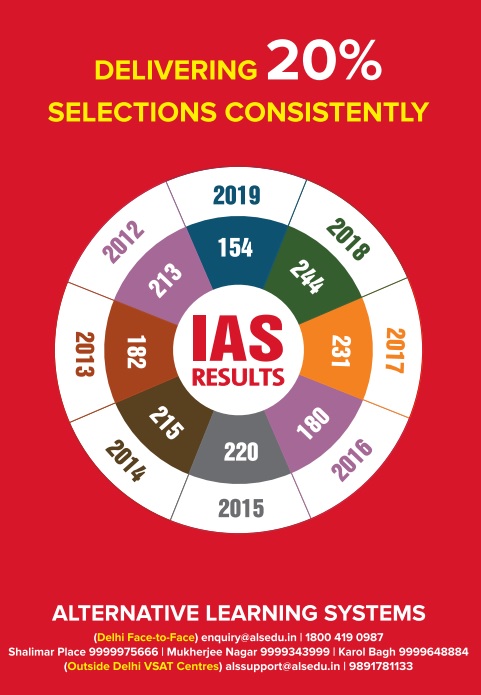 DELIVERING 20%
SELECTIONS CONSISTENTLY
2019
154
2018
244
2017
231
2016
180
2015
220
2014
215
2013
182
2012
213
IAS
RESULTS
ALTERNATIVE LEARNING SYSTEMS
(Delhi Face-to-Face) enquiry@alsedu.in | 1800 419 0987
Shalimar Place 9999975666 | Mukherjee Nagar 9999343999 | Karol Bagh 9999648884
(Outside Delhi VSAT Centres) alssupport@alsedu.in | 9891781133